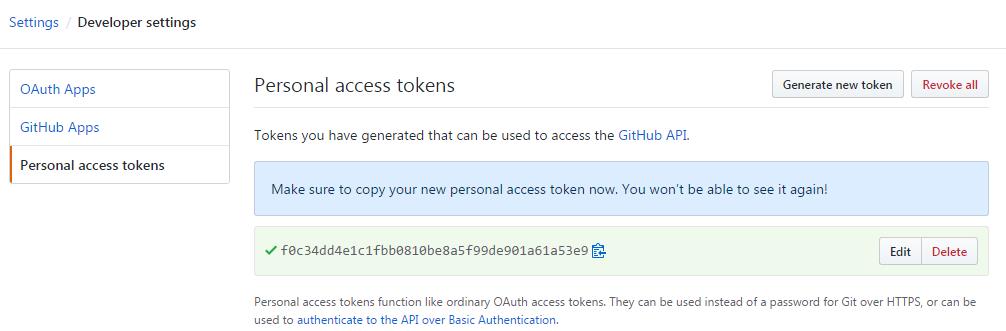 Settings / Developer settings
OAuth Apps
GitHub Apps
Personal access tokens
Personal access tokens
Generate new token
Revoke all
Tokens you have generated that can be used to access the GitHub API.
Make sure to copy your new personal access token now. You won't be able to see it again!
f0c34dd4e1c1fbb0810be8a5f99de901a61a53e9
Edit
Delete
Personal access tokens function like ordinary OAuth access tokens. They can be used instead of a password for Git over HTTPS, or can be
used to authenticate to the API over Basic Authentication.